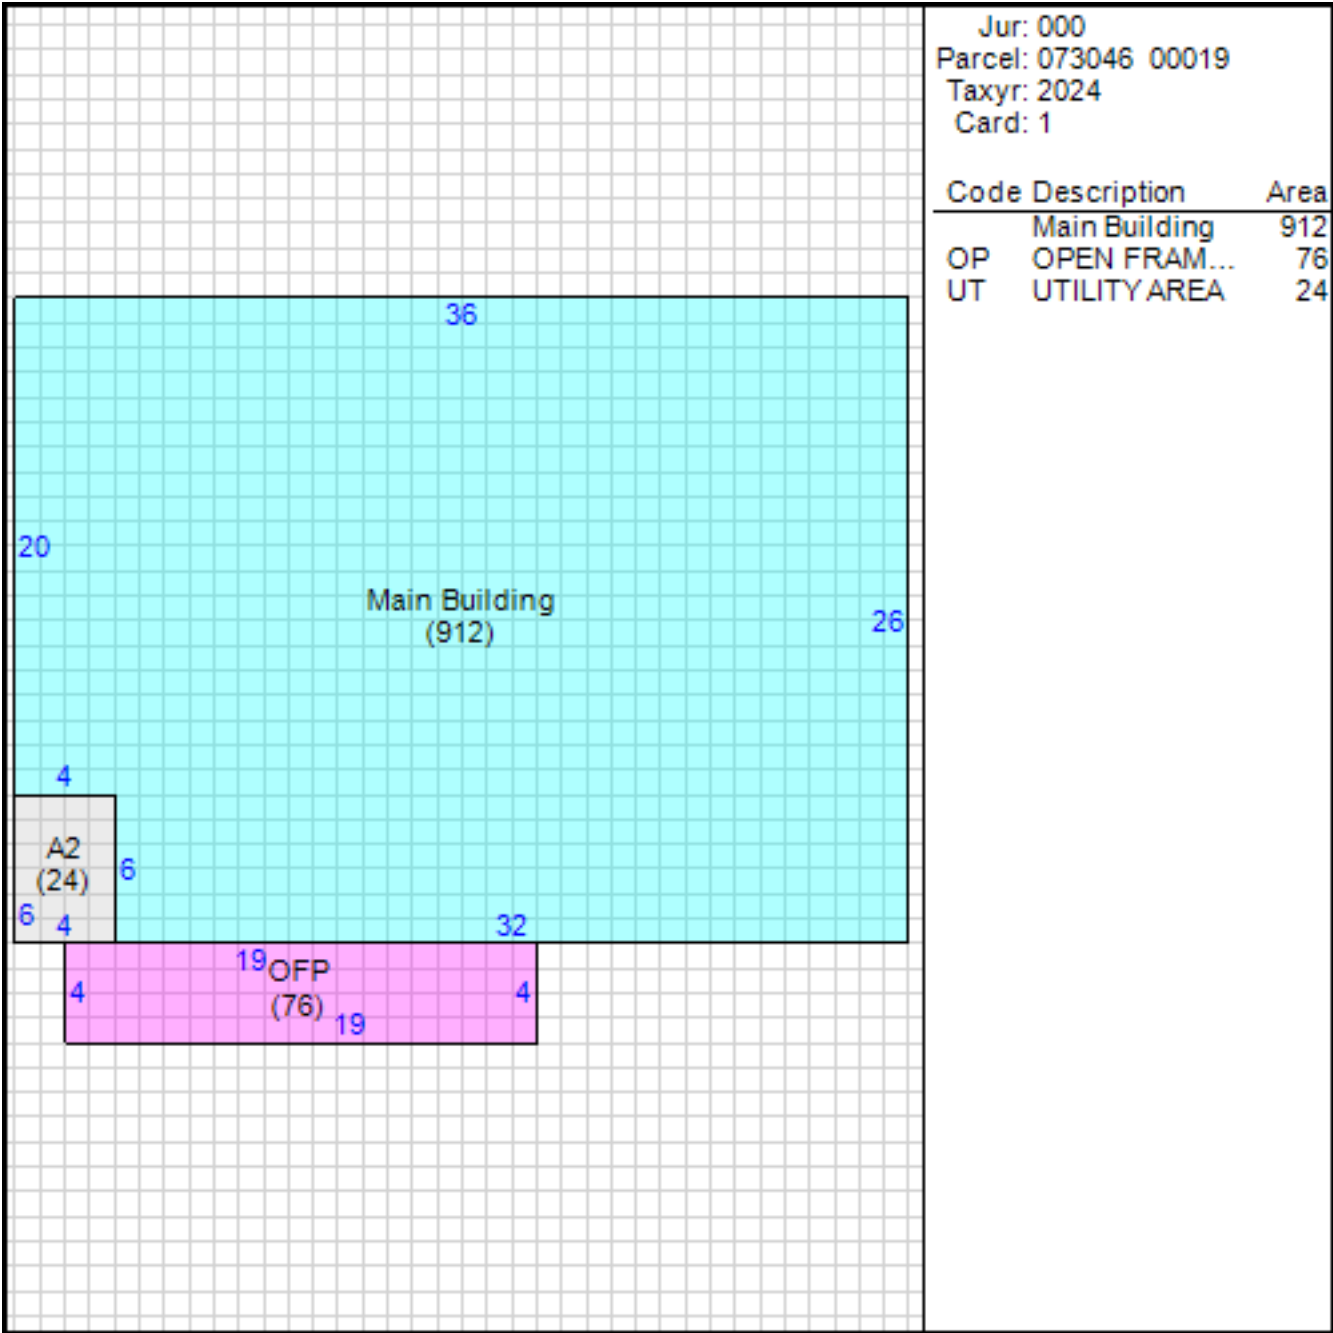 Jur: 000
Parcel: 073046 00019
Taxyr: 2024
Card: 1
Code Description Area
Main Building 912
OP OPEN FRAM... 76
UT UTILITY AREA 24
36
20
Main Building
(912)
26
4
A2
(24)
6
6
4
32
19
OFP
(76)
4
4
19